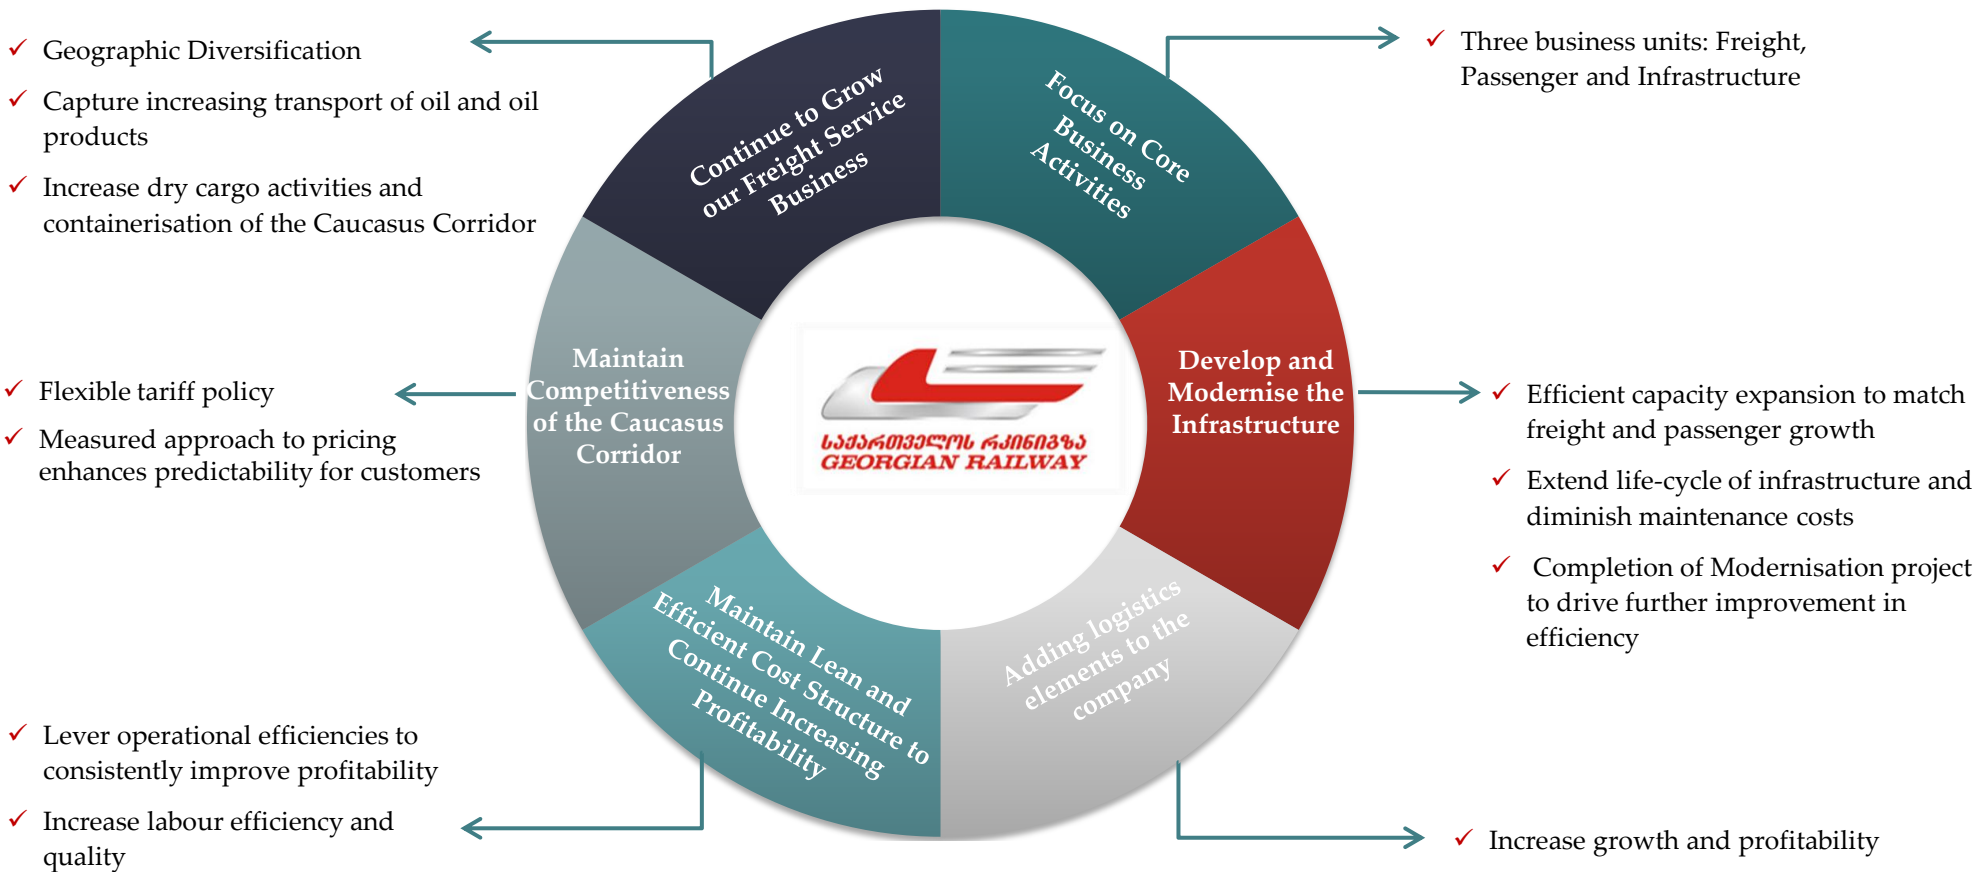 Geographic Diversification
Capture increasing transport of oil and oil
products
Increase dry cargo activities and
containerisation of the Caucasus Corridor
Continue to Grow
our Freight Service
Business
Focus on Core
Business
Activities
Three business units: Freight,
Passenger and Infrastructure
Flexible tariff policy
Measured approach to pricing
enhances predictability for customers
Maintain
Competitiveness
of the Caucasus
Corridor
საქართველოს რკინიგზა
GEORGIAN RAILWAY
Develop and
Modernise the
Infrastructure
Efficient capacity expansion to match
freight and passenger growth
Extend life-cycle of infrastructure and
diminish maintenance costs
Completion of Modernisation project
to drive further improvement in
efficiency
Lever operational efficiencies to
consistently improve profitability
Increase labour efficiency and
quality
Maintain Lean and
Efficient Cost Structure to
Continue Increasing
Profitability
Adding logistics
elements to the
company
Increase growth and profitability